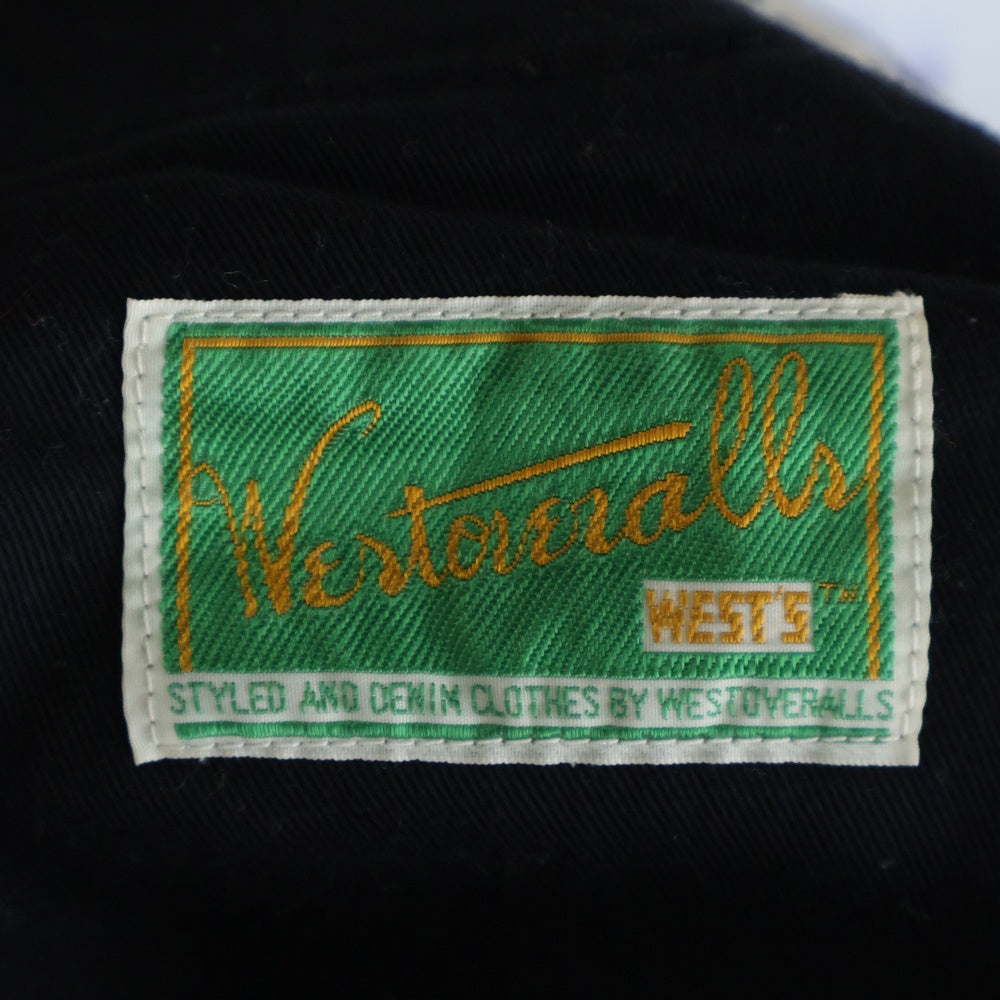 Westoveralls
WEST'S™
STYLED AND DENIM CLOTHES BY WESTOVERALLS